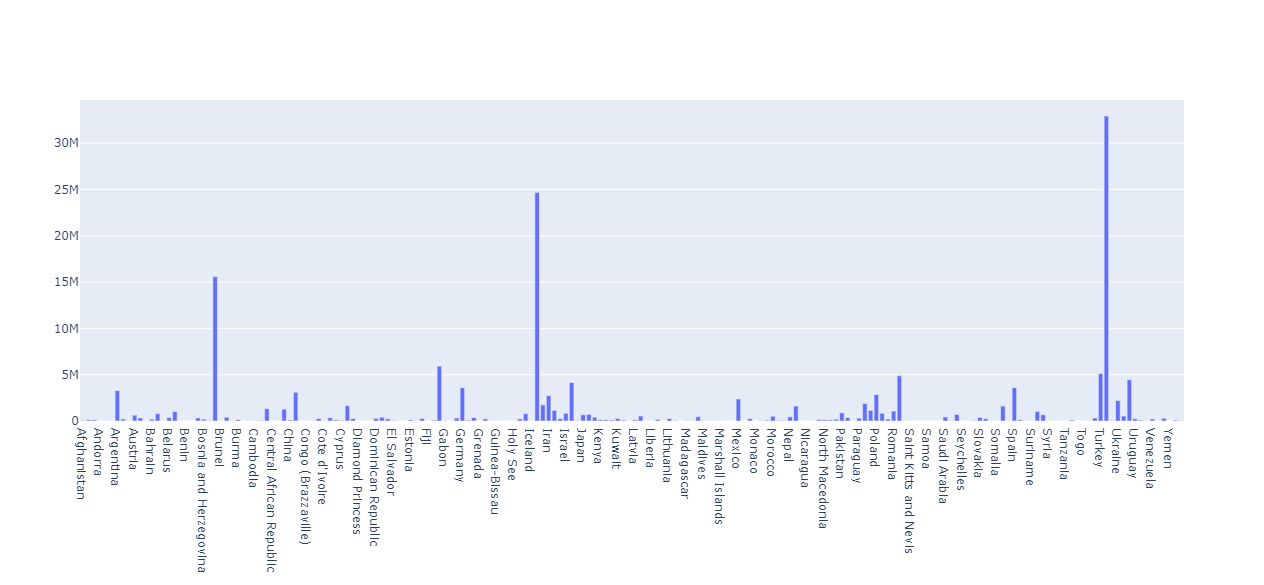 30M
25M
20M
15M
10M
5M
0
Afghanistan
Andorra
Argentina
Austria
Bahrain
Belarus
Benin
Bosnia and Herzegovina
Brunei
Burma
Cambodia
Central African Republic
China
Congo (Brazzaville)
Cote d'Ivoire
Cyprus
Diamond Princess
Dominican Republic
El Salvador
Estonia
Fiji
Gabon
Germany
Grenada
Guinea-Bissau
Holy See
Iceland
Iran
Israel
Japan
Kenya
Kuwait
Latvia
Liberia
Lithuania
Madagascar
Maldives
Marshall Islands
Mexico
Monaco
Morocco
Nepal
Nicaragua
North Macedonia
Pakistan
Paraguay
Poland
Romania
Saint Kitts and Nevis
Samoa
Saudi Arabia
Seychelles
Slovakia
Somalia
Spain
Suriname
Syria
Tanzania
Togo
Turkey
Ukraine
Uruguay
Venezuela
Yemen